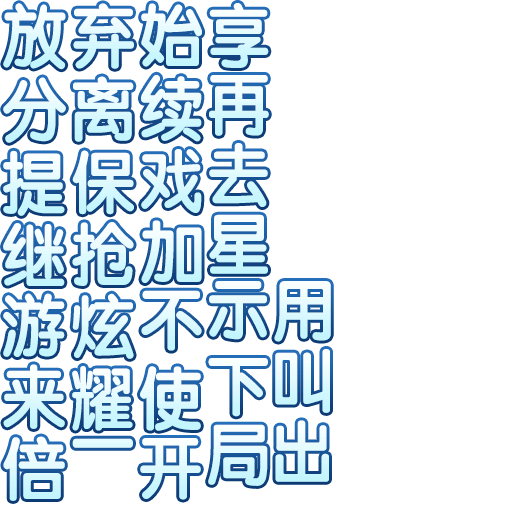 放弃始享
分离续再
提保戏去
继抢加星
游炫不示用
来耀使下叫
倍一开局出